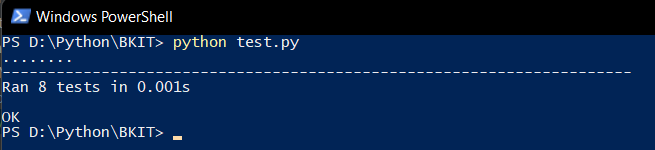 Windows PowerShell
PS D:\Python\BKIT> python test.py
........
----------------------------------------------------------------------
Ran 8 tests in 0.001s
OK
PS D:\Python\BKIT>